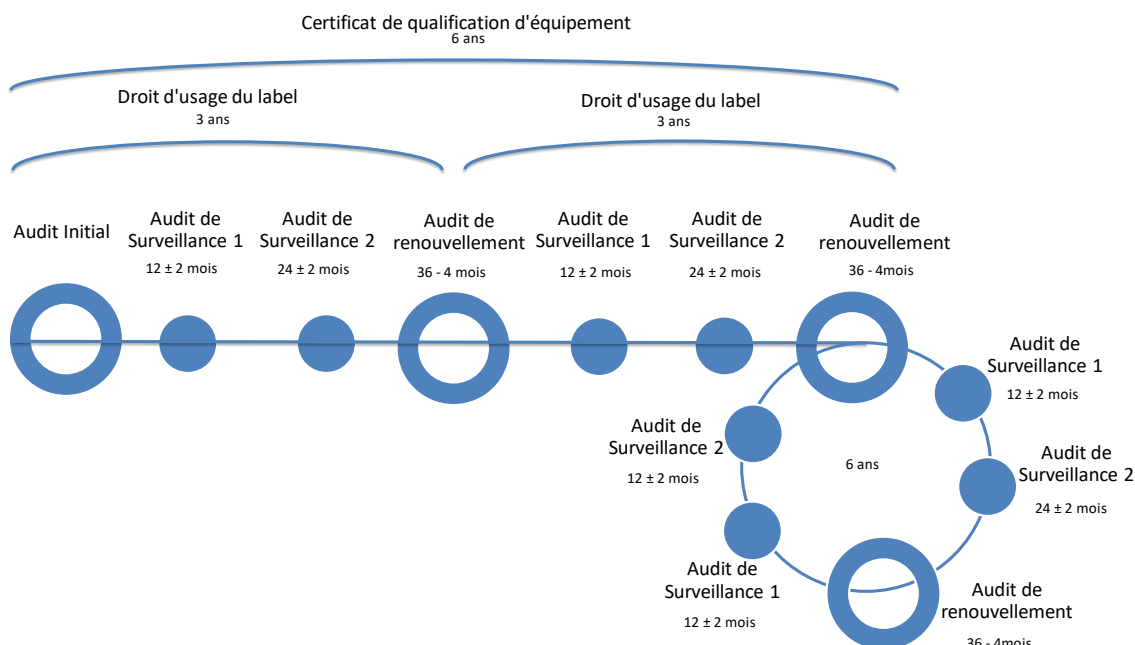 Certificat de qualification d'équipement
6 ans
Droit d'usage du label
3 ans
Droit d'usage du label
3 ans
Audit Initial
Audit de
Surveillance 1
12 ± 2 mois
Audit de
Surveillance 2
24 ± 2 mois
Audit de
renouvellement
36 - 4 mois
Audit de
Surveillance 1
12 ± 2 mois
Audit de
Surveillance 2
24 ± 2 mois
Audit de
renouvellement
36 - 4mois
Audit de
Surveillance 1
12 ± 2 mois
Audit de
Surveillance 2
24 ± 2 mois
Audit de
renouvellement
36 - 4mois
Audit de
Surveillance 1
12 ± 2 mois
Audit de
Surveillance 2
12 ± 2 mois
6 ans